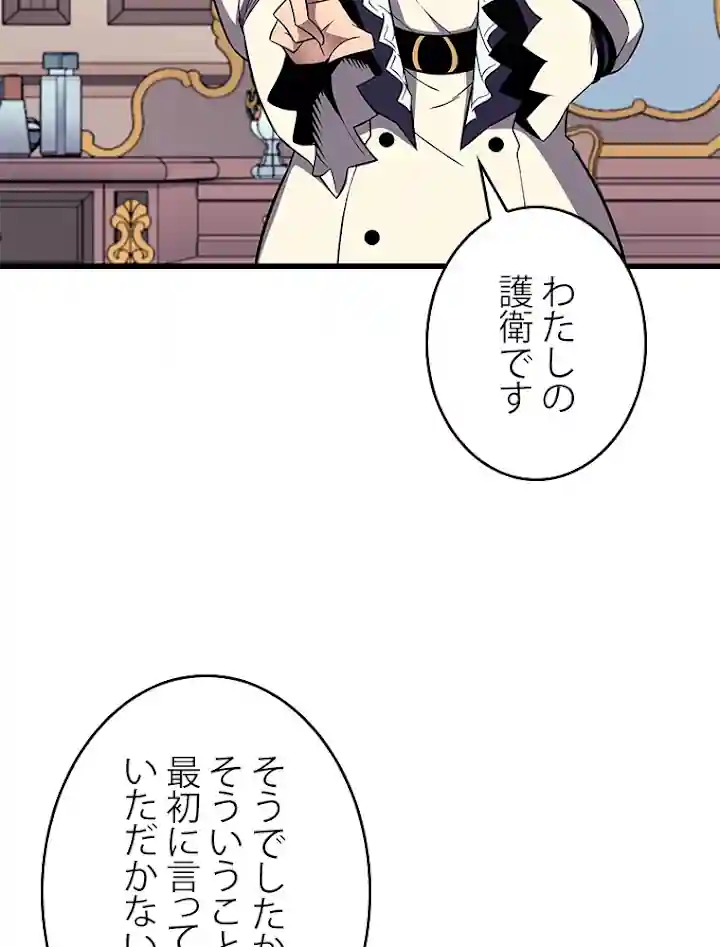 わたしの
護衛です
そうでしたか
そういうこと
最初に言って
いただかない